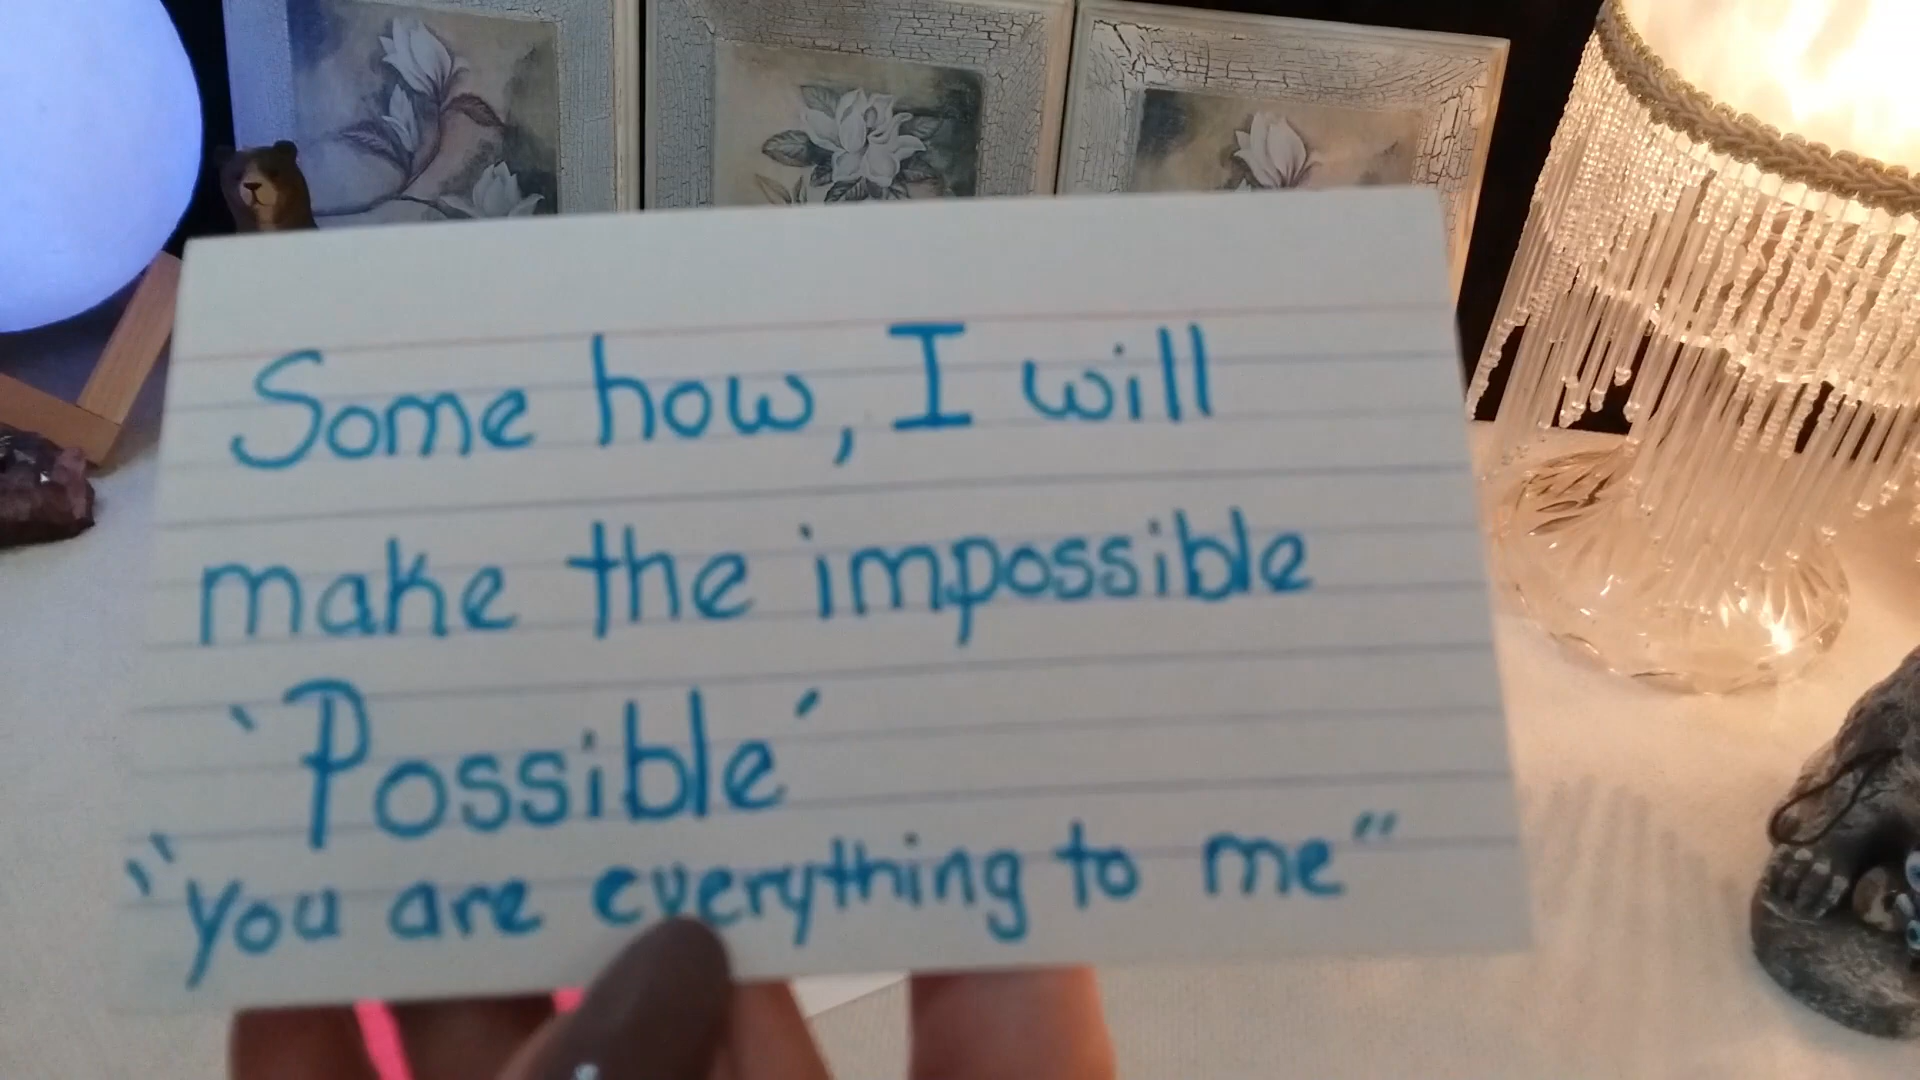 Some how, I will
make the impossible
`Possible´
"You are everything to me"